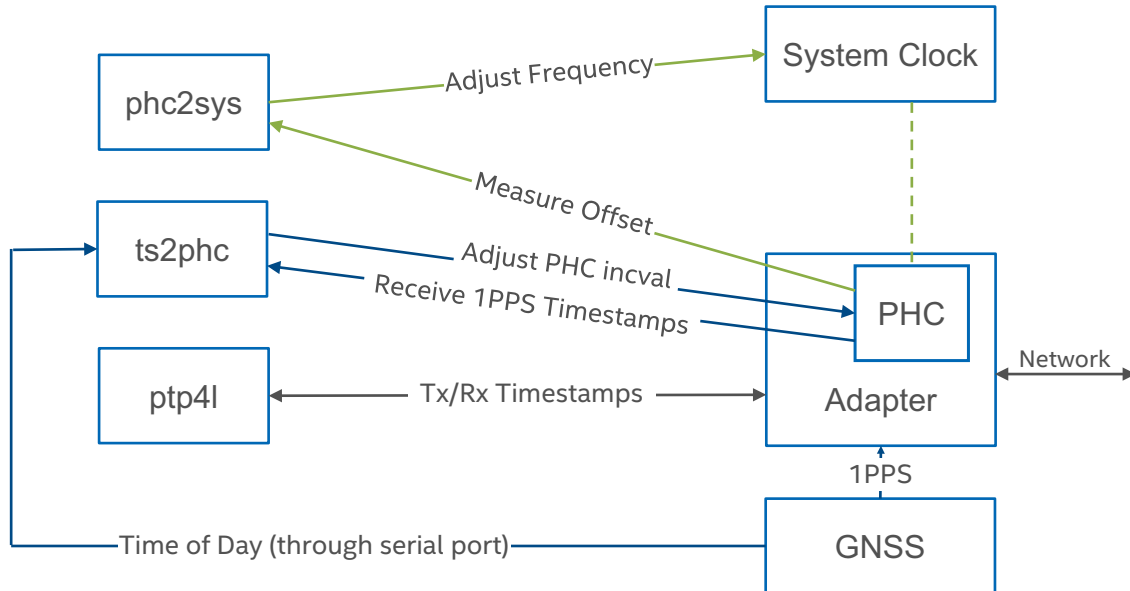 System Clock
Adjust Frequency
phc2sys
Measure Offset
ts2phc
Adjust PHC incval
Receive 1PPS Timestamps
PHC
Network
ptp4l
Tx/Rx Timestamps
Adapter
1PPS
Time of Day (through serial port)
GNSS